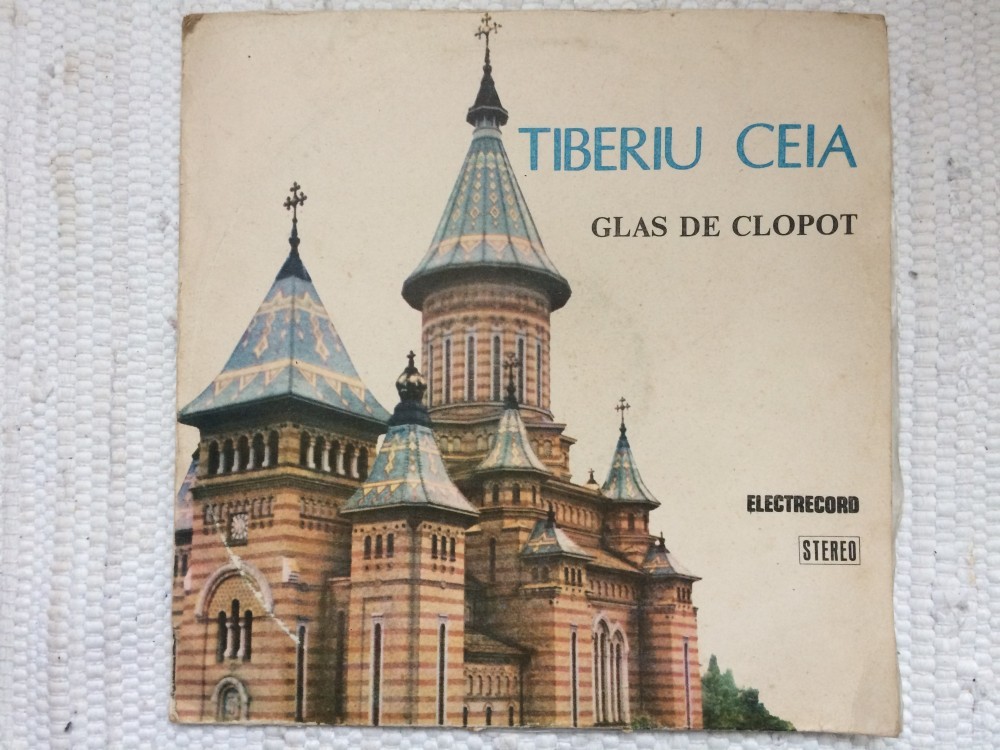 TIBERIU CEIA
GLAS DE CLOPOT
ELECTRECORD
STEREO